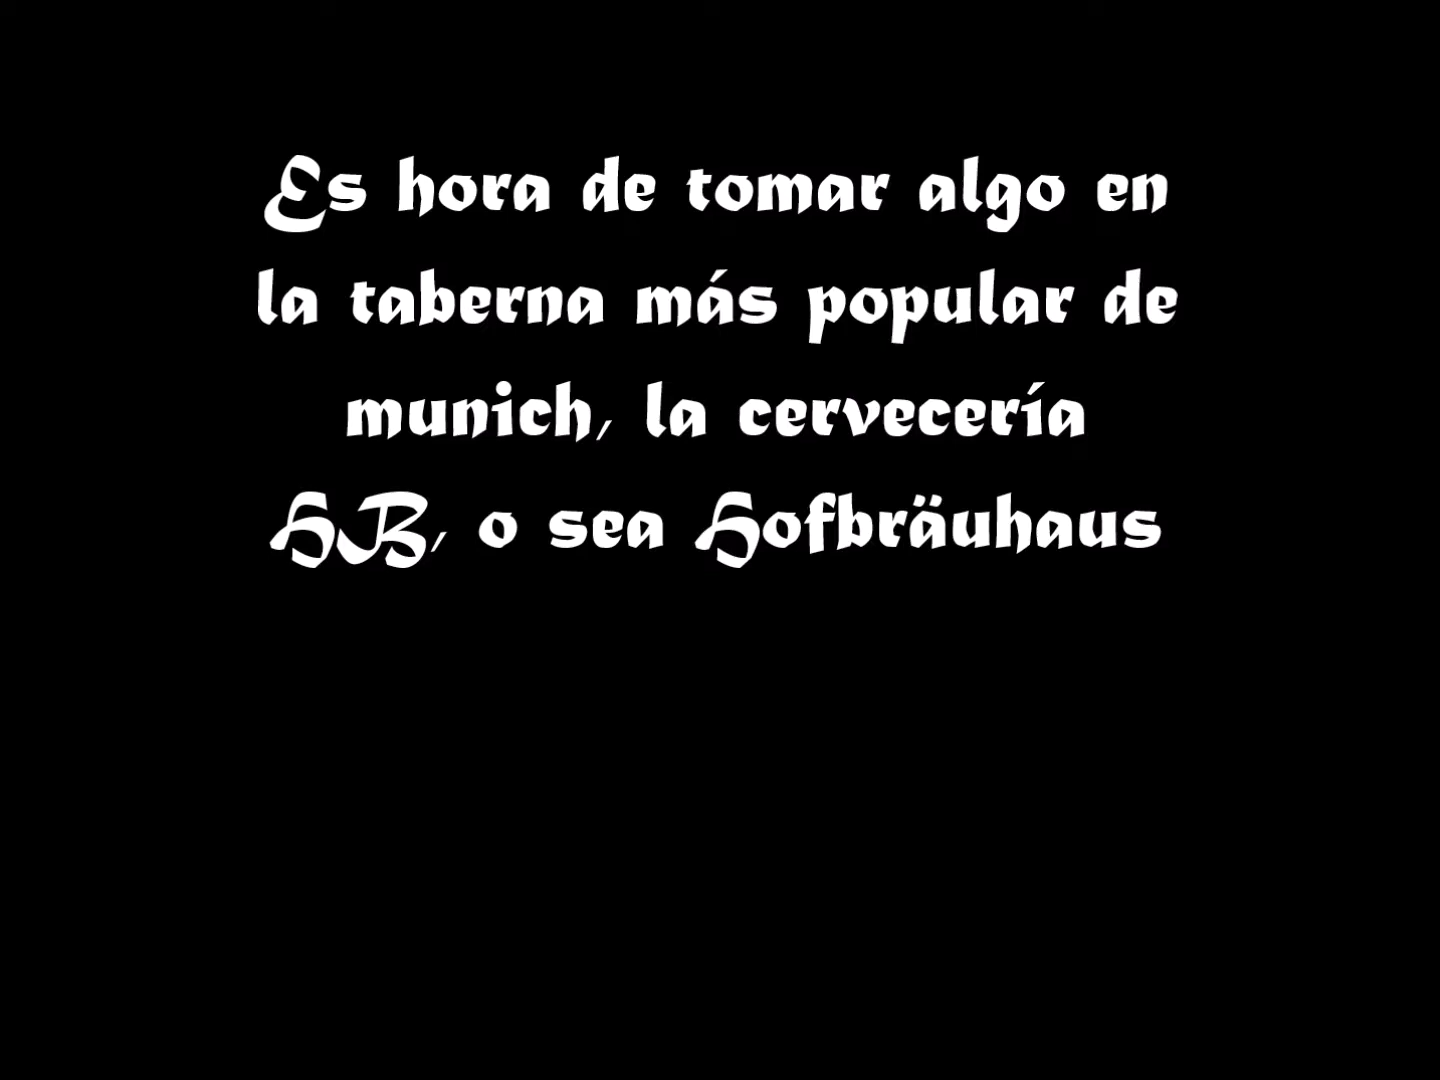 Es hora de tomar algo en
la taberna más popular de
munich, la cervecería
HB, o sea Hofbräuhaus